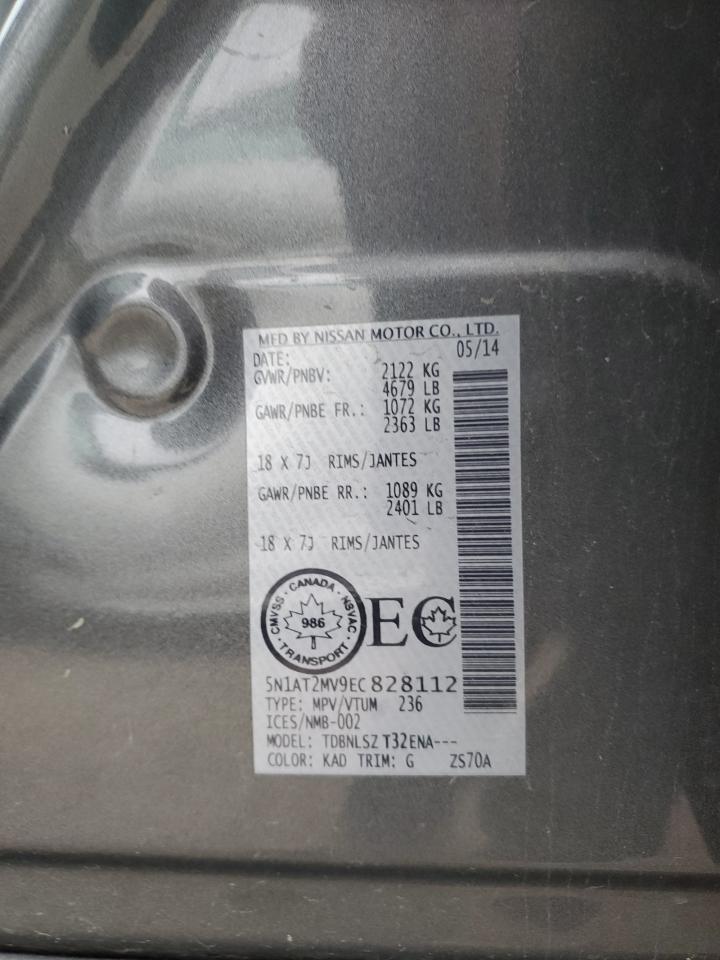 MFD BY NISSAN MOTOR CO., LTD.
DATE: 05/14
GVWR/PNBV: 2122 KG
4679 LB
GAWR/PNBE FR.: 1072 KG
2363 LB
18 X 7J RIMS/JANTES
GAWR/PNBE RR.: 1089 KG
2401 LB
18 X 7J RIMS/JANTES
CMVSS · CANADA · NSVAC · TRANSPORT ·
986
EC
5N1AT2MV9EC828112
TYPE: MPV/VTUM 236
ICES/NMB-002
MODEL: TDBNLSZ T32ENA---
COLOR: KAD TRIM: G ZS70A